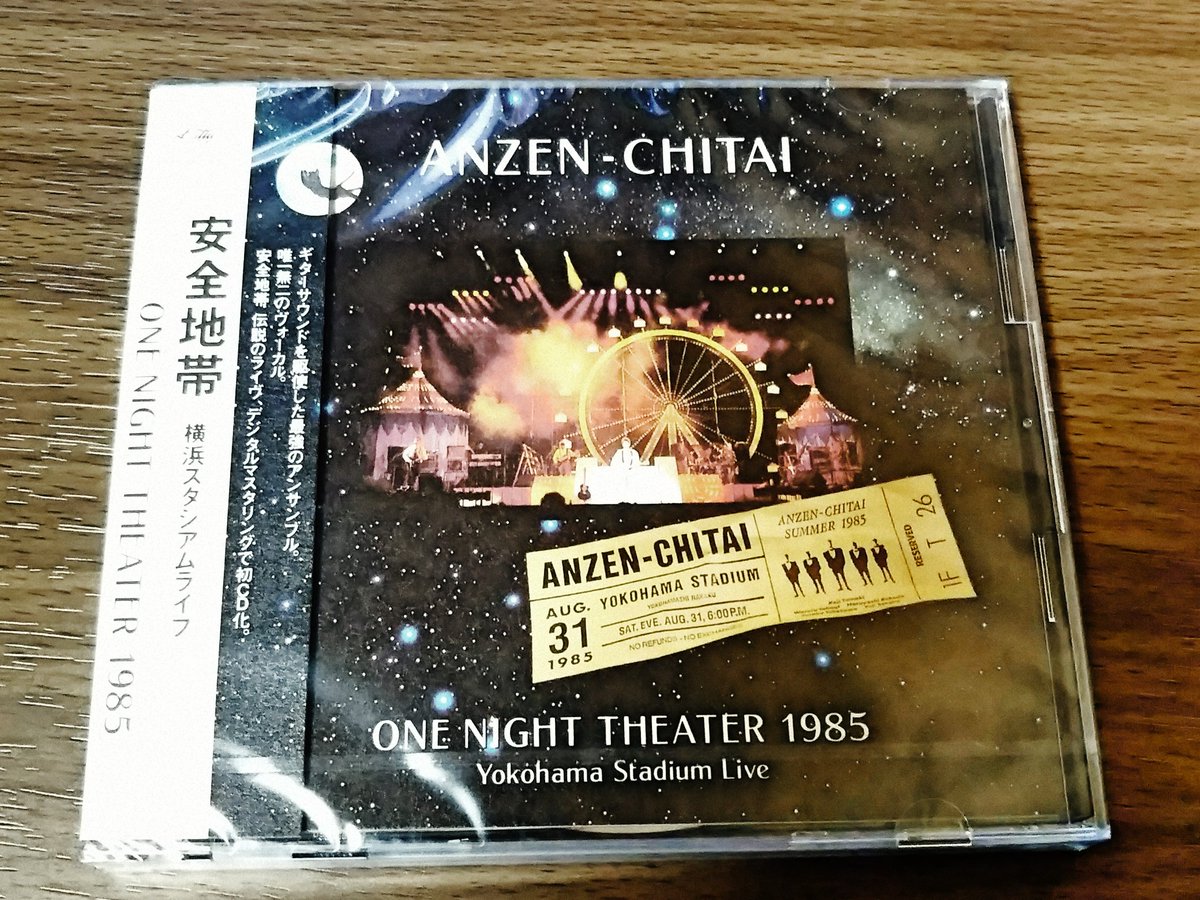 安全地帯 横浜スタジアムライブ
ONE NIGHT THEATER 1985
ギターサウンドを駆使した最強のアンサンブル。
唯一無二のヴォーカル。
安全地帯 伝説のライヴ、デジタルマスタリングで初CD化。
ANZEN-CHITAI
ANZEN-CHITAI
AUG.
31
1985
YOKOHAMA STADIUM
SAT. EVE. AUG. 31, 6:00P.M.
NO REFUNDS - NO EXCHANGES
ANZEN-CHITAI
SUMMER 1985
RESERVED
IF T 26
ONE NIGHT THEATER 1985
Yokohama Stadium Live